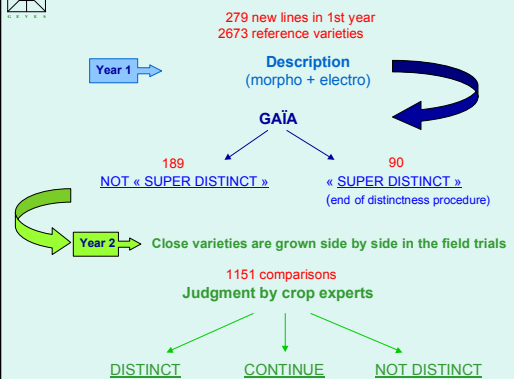 GEVES
279 new lines in 1st year
2673 reference varieties
Year 1
Description
(morpho + electro)
GAÏA
189
90
NOT « SUPER DISTINCT »
« SUPER DISTINCT »
(end of distinctness procedure)
Year 2
Close varieties are grown side by side in the field trials
1151 comparisons
Judgment by crop experts
DISTINCT
CONTINUE
NOT DISTINCT